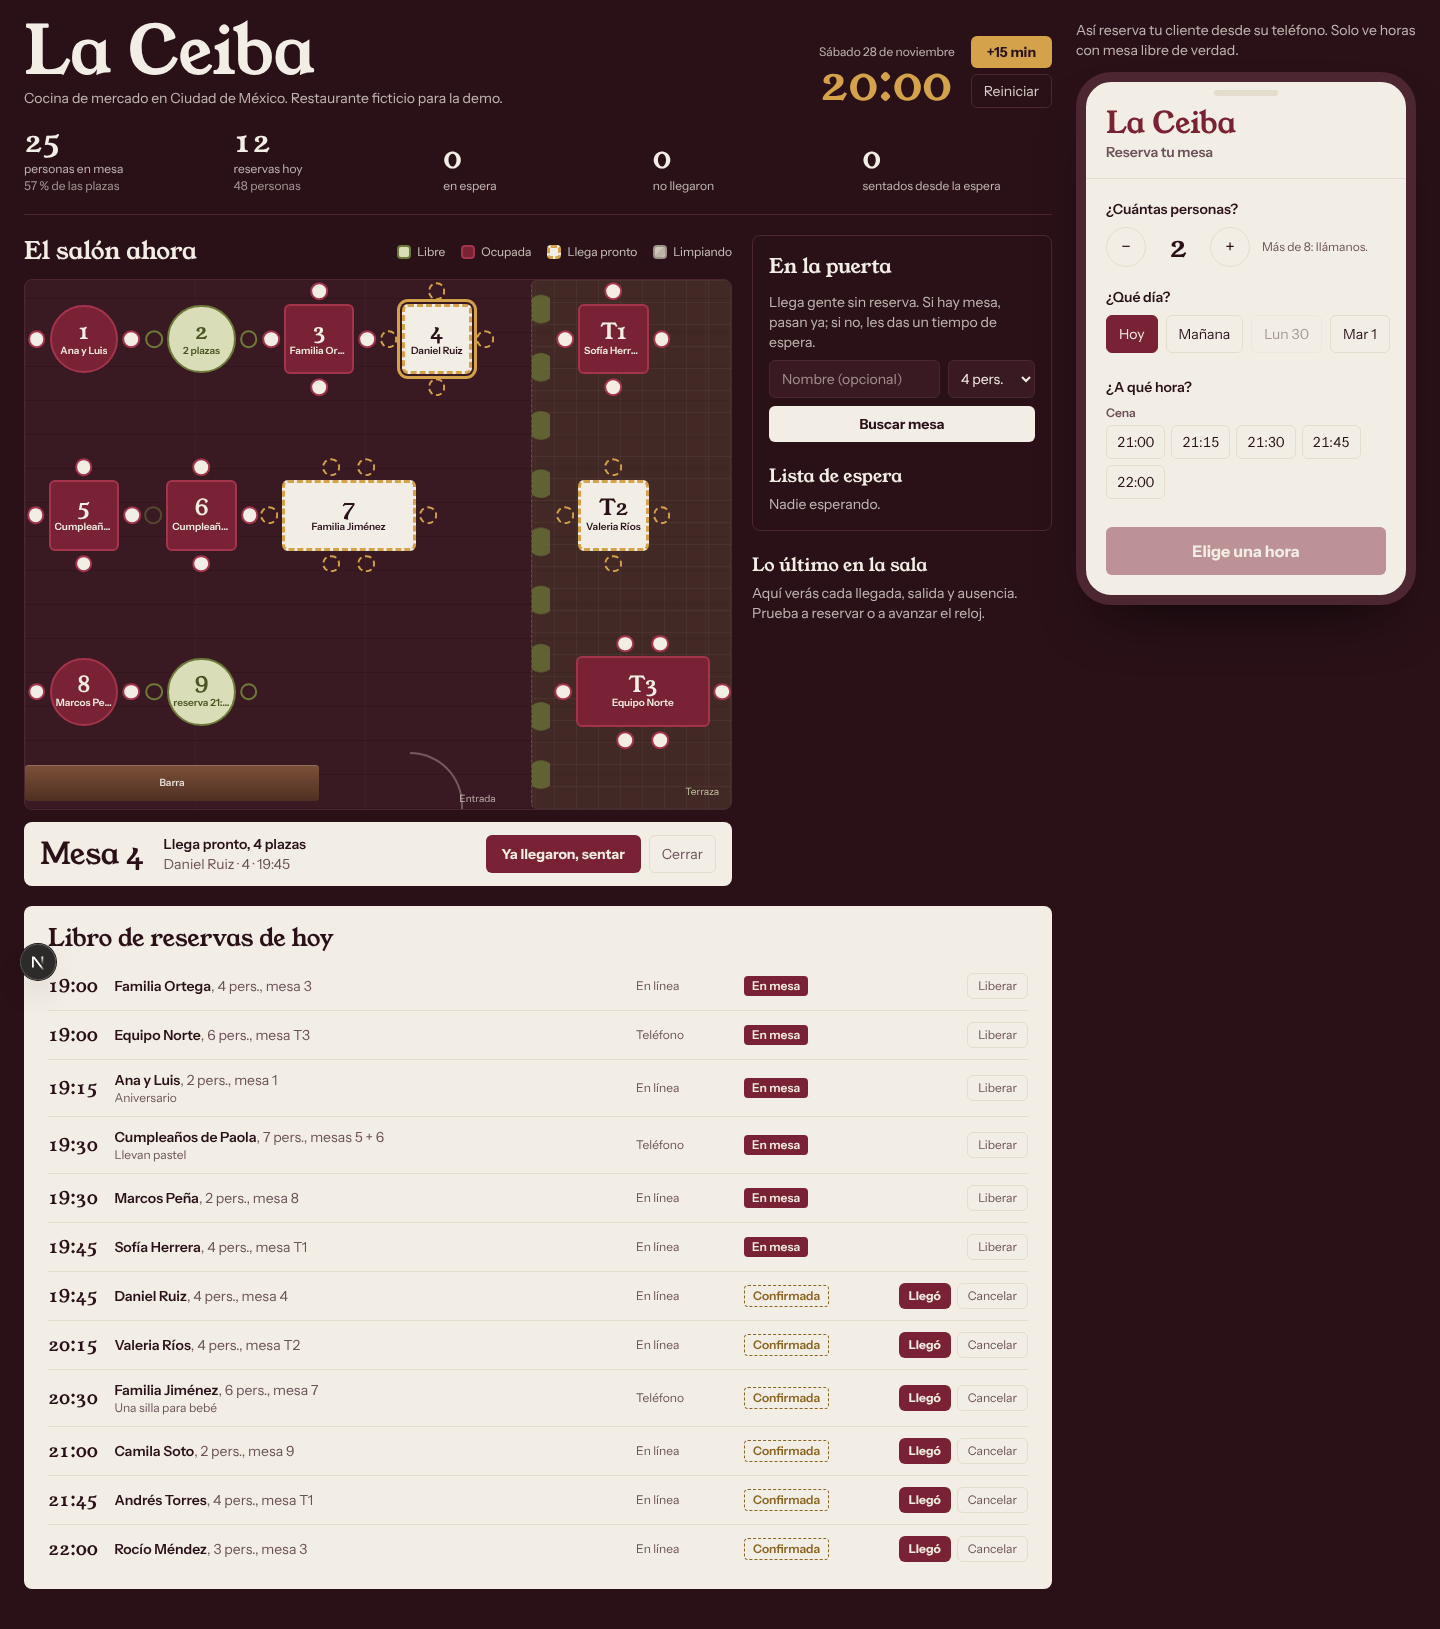 La Ceiba
Cocina de mercado en Ciudad de México. Restaurante ficticio para la demo.
Sábado 28 de noviembre
20:00
+15 min
Reiniciar
25
personas en mesa
57 % de las plazas
12
reservas hoy
48 personas
0
en espera
0
no llegaron
0
sentados desde la espera
El salón ahora
Libre
Ocupada
Llega pronto
Limpiando
1
Ana y Luis
2
2 plazas
3
Familia Or...
4
Daniel Ruiz
T1
Sofía Herr...
5
Cumpleañ...
6
Cumpleañ...
7
Familia Jiménez
T2
Valeria Ríos
8
Marcos Pe...
9
reserva 21:...
T3
Equipo Norte
Barra
Entrada
Terraza
Mesa 4
Llega pronto, 4 plazas
Daniel Ruiz · 4 · 19:45
Ya llegaron, sentar
Cerrar
En la puerta
Llega gente sin reserva. Si hay mesa,
pasan ya; si no, les das un tiempo de
espera.
Nombre (opcional)
4 pers.
Buscar mesa
Lista de espera
Nadie esperando.
Lo último en la sala
Aquí verás cada llegada, salida y ausencia.
Prueba a reservar o a avanzar el reloj.
Así reserva tu cliente desde su teléfono. Solo ve horas
con mesa libre de verdad.
La Ceiba
Reserva tu mesa
¿Cuántas personas?
−
2
+
Más de 8: llámanos.
¿Qué día?
Hoy
Mañana
Lun 30
Mar 1
¿A qué hora?
Cena
21:00
21:15
21:30
21:45
22:00
Elige una hora
Libro de reservas de hoy
N
19:00 Familia Ortega, 4 pers., mesa 3 En línea En mesa Liberar
19:00 Equipo Norte, 6 pers., mesa T3 Teléfono En mesa Liberar
19:15 Ana y Luis, 2 pers., mesa 1 En línea En mesa Liberar
Aniversario
19:30 Cumpleaños de Paola, 7 pers., mesas 5 + 6 Teléfono En mesa Liberar
Llevan pastel
19:30 Marcos Peña, 2 pers., mesa 8 En línea En mesa Liberar
19:45 Sofía Herrera, 4 pers., mesa T1 En línea En mesa Liberar
19:45 Daniel Ruiz, 4 pers., mesa 4 En línea Confirmada Llegó Cancelar
20:15 Valeria Ríos, 4 pers., mesa T2 En línea Confirmada Llegó Cancelar
20:30 Familia Jiménez, 6 pers., mesa 7 Teléfono Confirmada Llegó Cancelar
Una silla para bebé
21:00 Camila Soto, 2 pers., mesa 9 En línea Confirmada Llegó Cancelar
21:45 Andrés Torres, 4 pers., mesa T1 En línea Confirmada Llegó Cancelar
22:00 Rocío Méndez, 3 pers., mesa 3 En línea Confirmada Llegó Cancelar